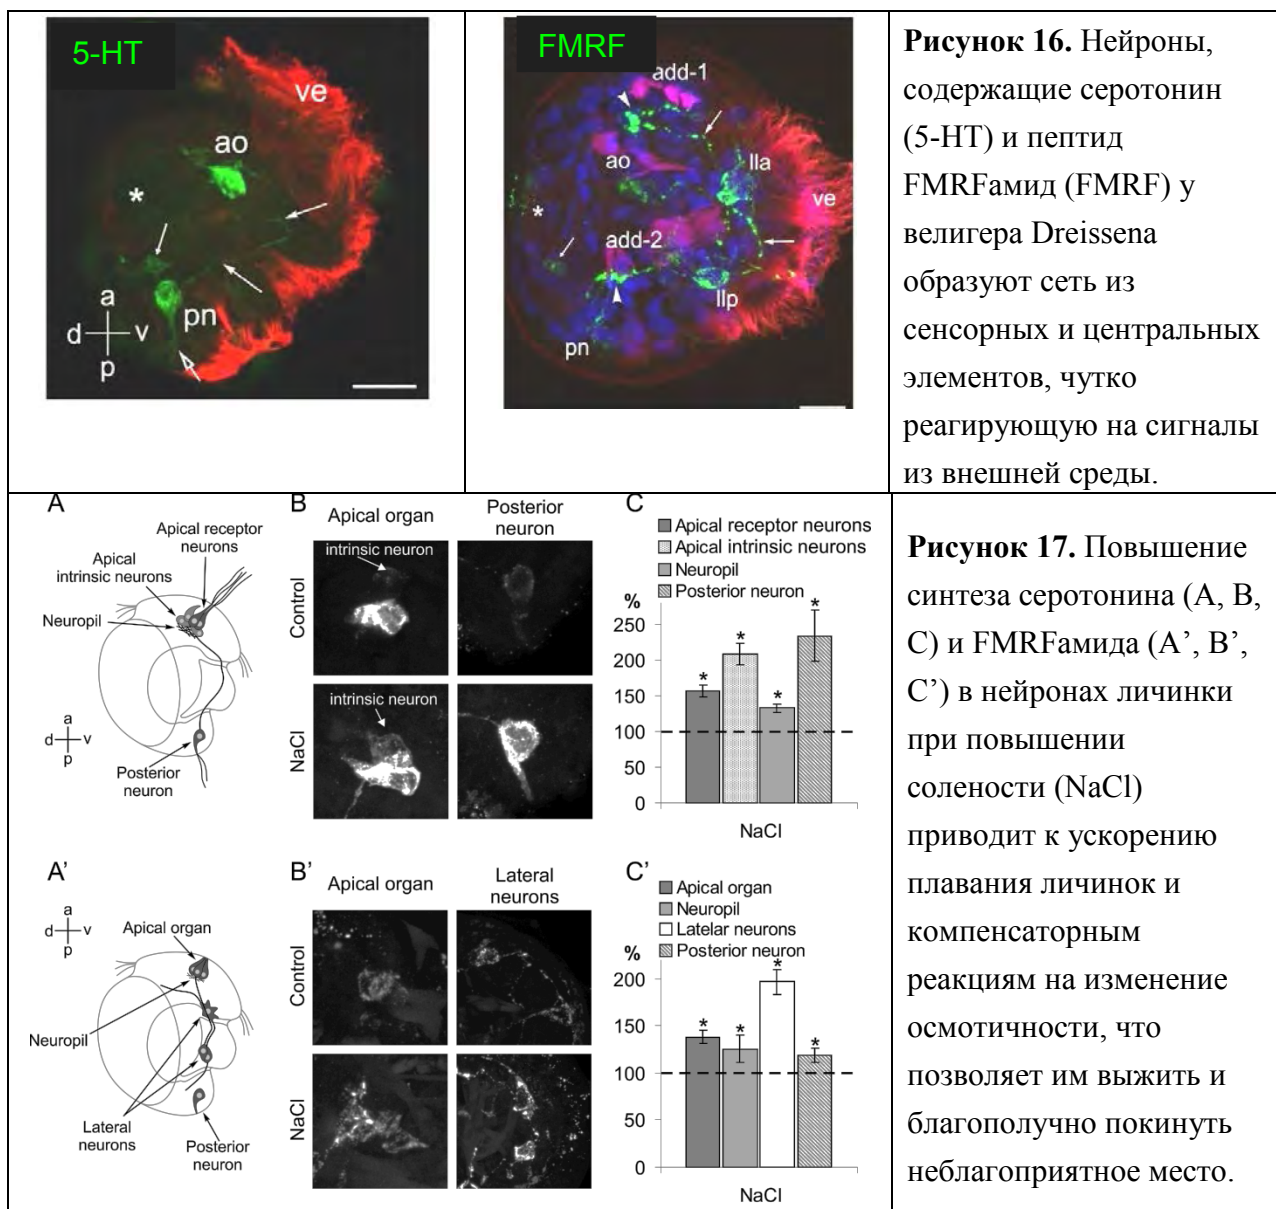 5-HT
ve
ao
*
a
d
v
pn
p
FMRF
add-1
ao
lla
ve
*
add-2
llp
pn
Рисунок 16. Нейроны,
содержащие серотонин
(5-HT) и пептид
FMRFамид (FMRF) у
велигера Dreissena
образуют сеть из
сенсорных и центральных
элементов, чутко
реагирующую на сигналы
из внешней среды.
A
Apical receptor
neurons
Apical
intrinsic neurons
Neuropil
a
d
v
p
Posterior
neuron
B
Apical organ
Posterior
neuron
Control
intrinsic neuron
NaCl
intrinsic neuron
C
Apical receptor neurons
Apical intrinsic neurons
Neuropil
Posterior neuron
%
250
200
150
100
50
0
*
*
*
*
NaCl
A’
a
d
v
p
Apical organ
Neuropil
Lateral
neurons
Posterior
neuron
B’
Apical organ
Lateral
neurons
Control
NaCl
C’
Apical organ
Neuropil
Latelar neurons
Posterior neuron
%
200
150
100
50
0
*
*
*
*
NaCl
Рисунок 17. Повышение
синтеза серотонина (A, B,
C) и FMRFамида (A’, B’,
C’) в нейронах личинки
при повышении
солености (NaCl)
приводит к ускорению
плавания личинок и
компенсаторным
реакциям на изменение
осмотичности, что
позволяет им выжить и
благополучно покинуть
неблагоприятное место.